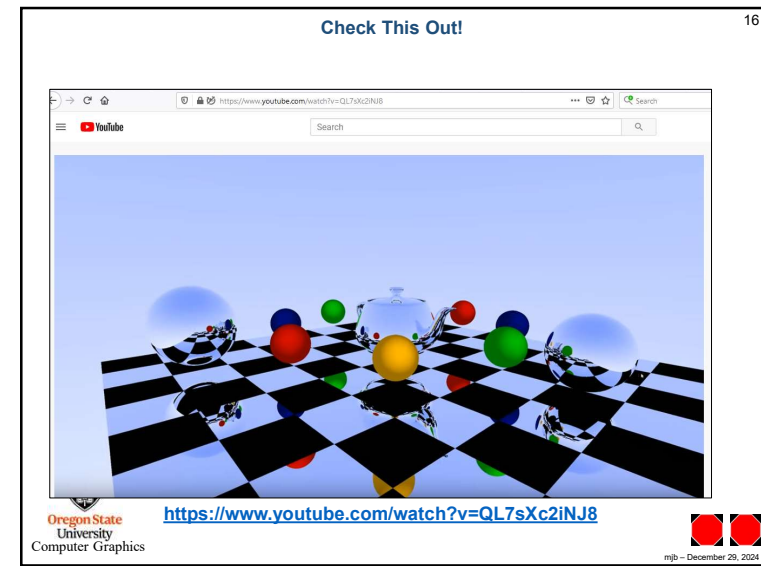 Check This Out!
16
https://www.youtube.com/watch?v=QL7sXc2iNJ8
Search
YouTube
Search
https://www.youtube.com/watch?v=QL7sXc2iNJ8
Oregon State
University
Computer Graphics
mjb – December 29, 2024